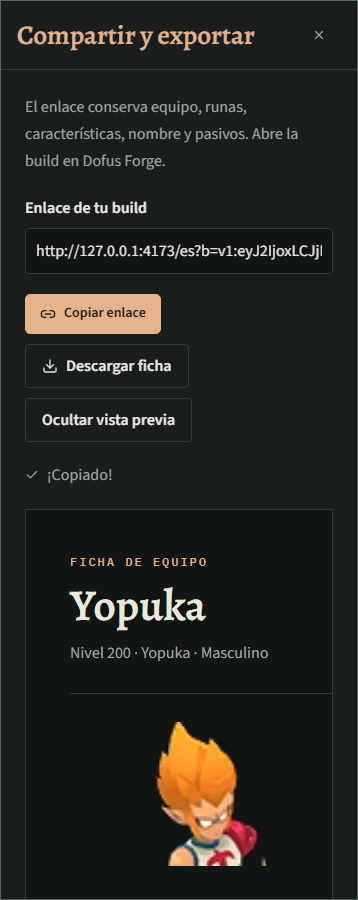 Compartir y exportar
El enlace conserva equipo, runas,
características, nombre y pasivos. Abre la
build en Dofus Forge.
Enlace de tu build
http://127.0.0.1:4173/es?b=v1:eyJ2IjoxLCJjI
Copiar enlace
Descargar ficha
Ocultar vista previa
¡Copiado!
FICHA DE EQUIPO
Yopuka
Nivel 200 · Yopuka · Masculino